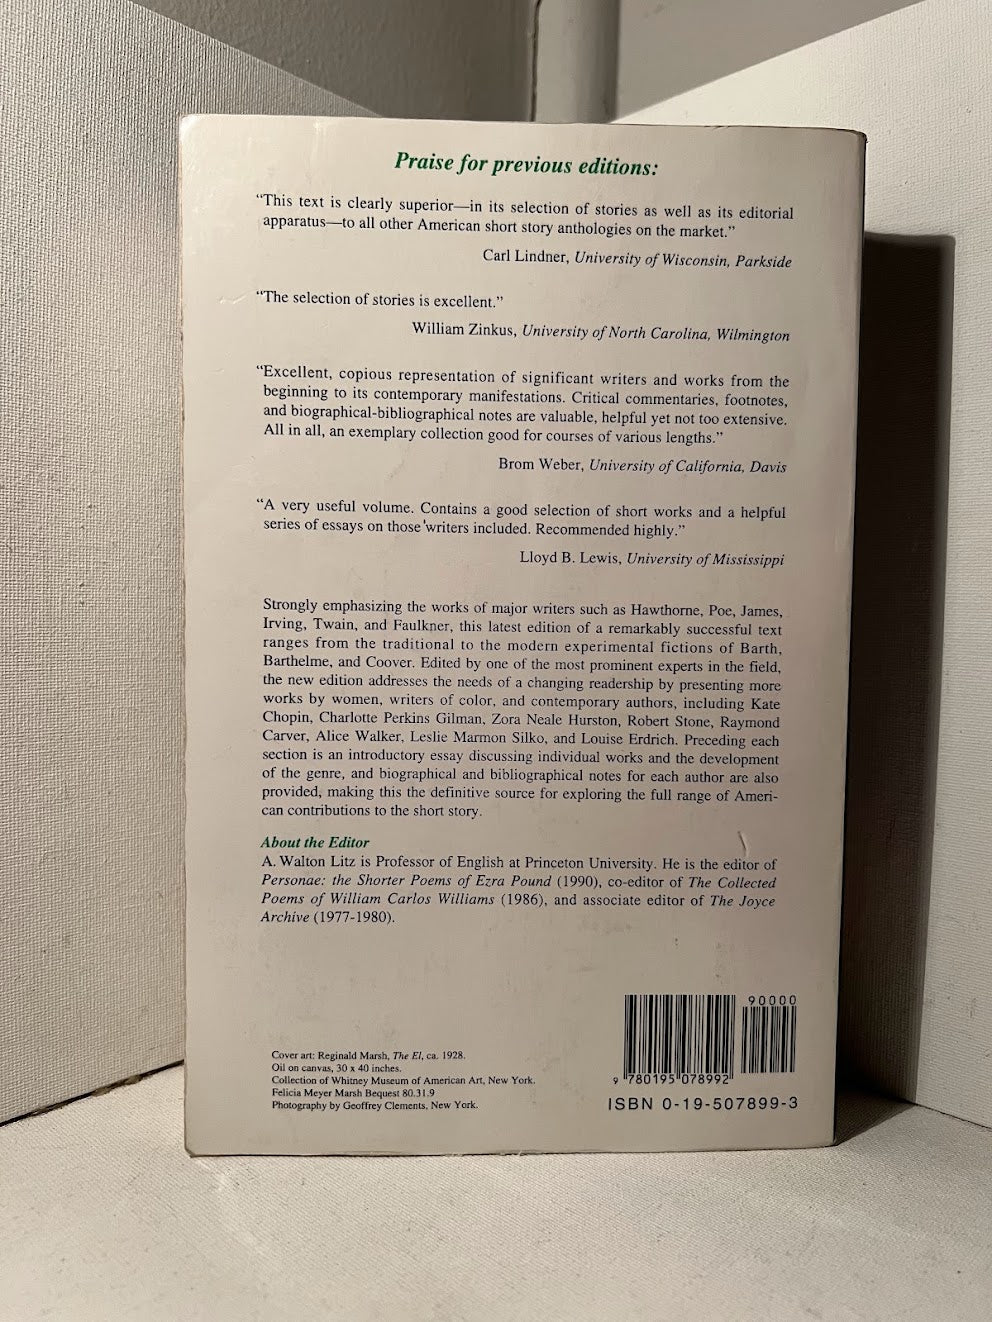 Praise for previous editions:
“This text is clearly superior—in its selection of stories as well as its editorial
apparatus—to all other American short story anthologies on the market.”
Carl Lindner, University of Wisconsin, Parkside
“The selection of stories is excellent.”
William Zinkus, University of North Carolina, Wilmington
“Excellent, copious representation of significant writers and works from the
beginning to its contemporary manifestations. Critical commentaries, footnotes,
and biographical-bibliographical notes are valuable, helpful yet not too extensive.
All in all, an exemplary collection good for courses of various lengths.”
Brom Weber, University of California, Davis
“A very useful volume. Contains a good selection of short works and a helpful
series of essays on those writers included. Recommended highly.”
Lloyd B. Lewis, University of Mississippi
Strongly emphasizing the works of major writers such as Hawthorne, Poe, James,
Irving, Twain, and Faulkner, this latest edition of a remarkably successful text
ranges from the traditional to the modern experimental fictions of Barth,
Barthelme, and Coover. Edited by one of the most prominent experts in the field,
the new edition addresses the needs of a changing readership by presenting more
works by women, writers of color, and contemporary authors, including Kate
Chopin, Charlotte Perkins Gilman, Zora Neale Hurston, Robert Stone, Raymond
Carver, Alice Walker, Leslie Marmon Silko, and Louise Erdrich. Preceding each
section is an introductory essay discussing individual works and the development
of the genre, and biographical and bibliographical notes for each author are also
provided, making this the definitive source for exploring the full range of Ameri-
can contributions to the short story.
About the Editor
A. Walton Litz is Professor of English at Princeton University. He is the editor of
Personae: the Shorter Poems of Ezra Pound (1990), co-editor of The Collected
Poems of William Carlos Williams (1986), and associate editor of The Joyce
Archive (1977-1980).
Cover art: Reginald Marsh, The El, ca. 1928.
Oil on canvas, 30 x 40 inches.
Collection of Whitney Museum of American Art, New York.
Felicia Meyer Marsh Bequest 80.31.9
Photography by Geoffrey Clements, New York.
90000
9 780195 078992
ISBN 0-19-507899-3